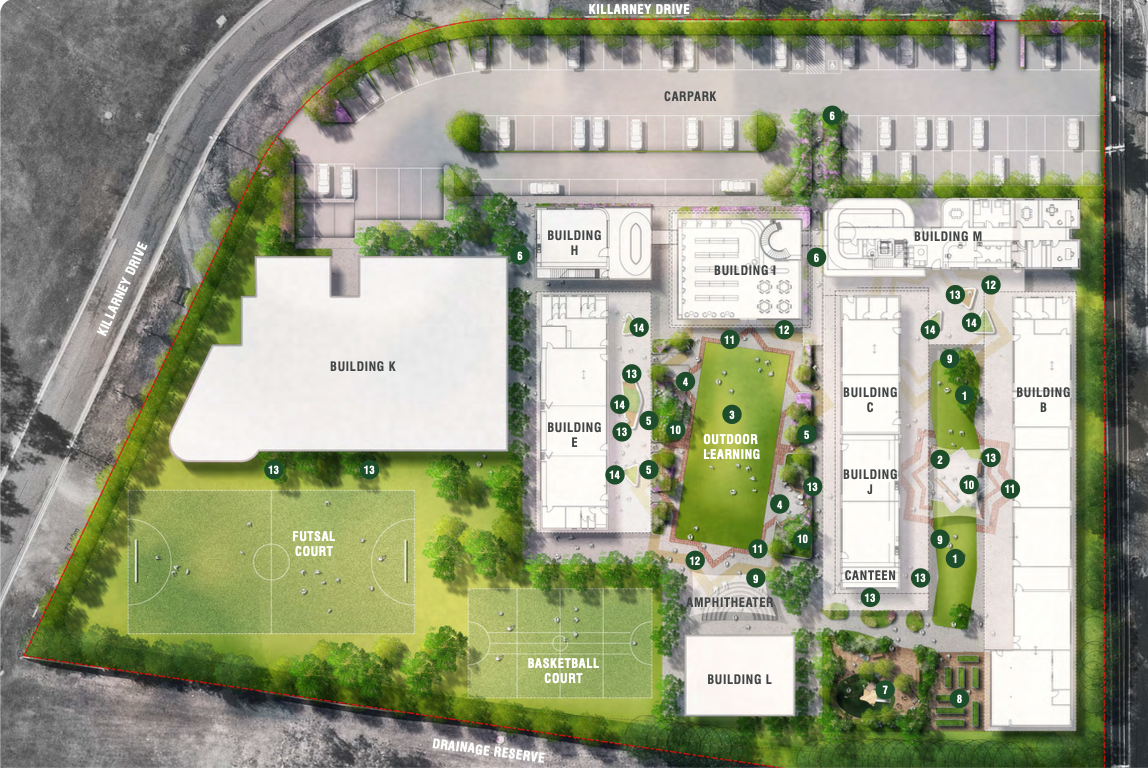 KILLARNEY DRIVE
CARPARK
6
KILLARNEY DRIVE
BUILDING
H
BUILDING I
BUILDING M
6
6
12
13
14
14
BUILDING K
14
11
12
13
4
14
13
5
10
3
OUTDOOR
LEARNING
5
BUILDING
E
14
5
13
4
10
11
12
9
AMPHITHEATER
BUILDING
C
BUILDING
J
CANTEEN
13
13
9
1
BUILDING
B
2
13
10
11
9
1
13
13
FUTSAL
COURT
BASKETBALL
COURT
BUILDING L
7
8
DRAINAGE RESERVE